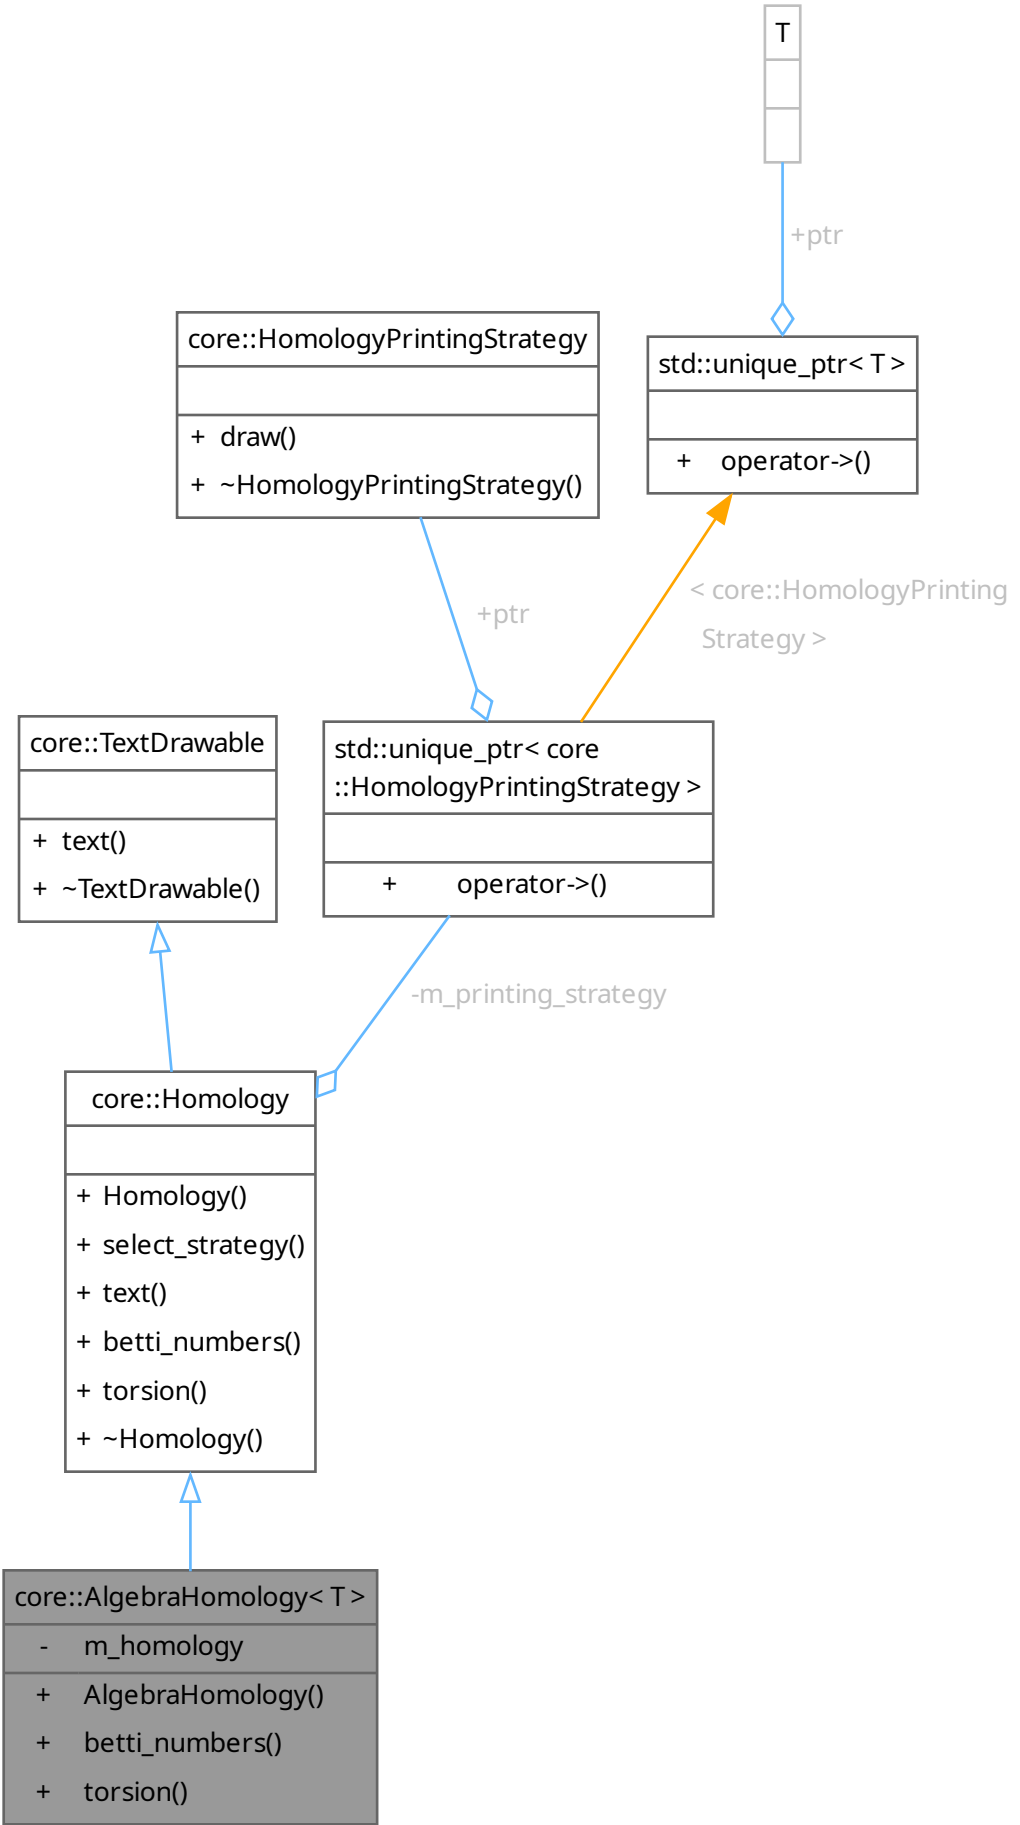 T
+ptr
core::HomologyPrintingStrategy
+ draw()
+ ~HomologyPrintingStrategy()
std::unique_ptr< T >
+ operator->()
+ptr
< core::HomologyPrinting
Strategy >
core::TextDrawable
+ text()
+ ~TextDrawable()
std::unique_ptr< core
::HomologyPrintingStrategy >
+ operator->()
-m_printing_strategy
core::Homology
+ Homology()
+ select_strategy()
+ text()
+ betti_numbers()
+ torsion()
+ ~Homology()
core::AlgebraHomology< T >
- m_homology
+ AlgebraHomology()
+ betti_numbers()
+ torsion()